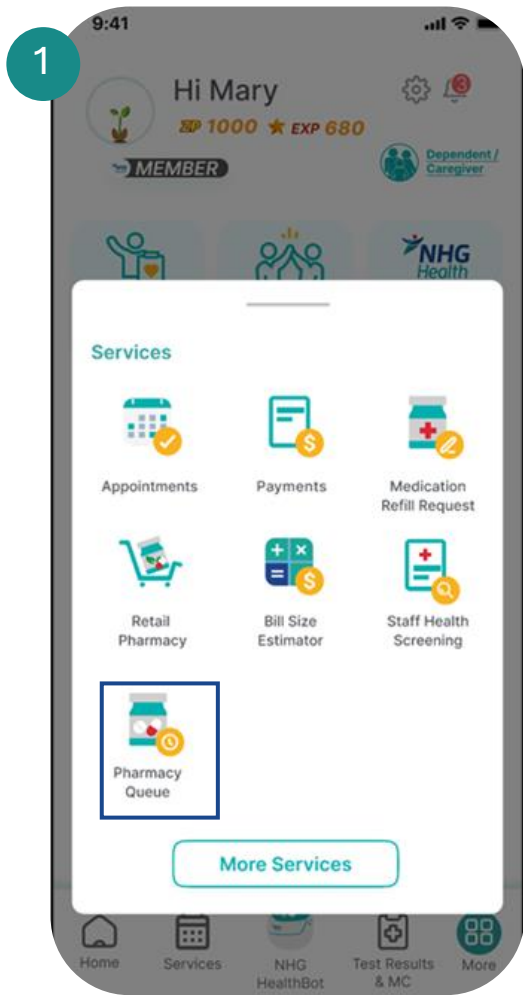 1
9:41
Hi Mary
3
ZP 1000 ★ EXP 680
MEMBER
Dependent /
Caregiver
NHG
Health
Services
Appointments
Payments
Medication
Refill Request
Retail
Pharmacy
Bill Size
Estimator
Staff Health
Screening
Pharmacy
Queue
More Services
Home
Services
NHG
HealthBot
Test Results
& MC
More